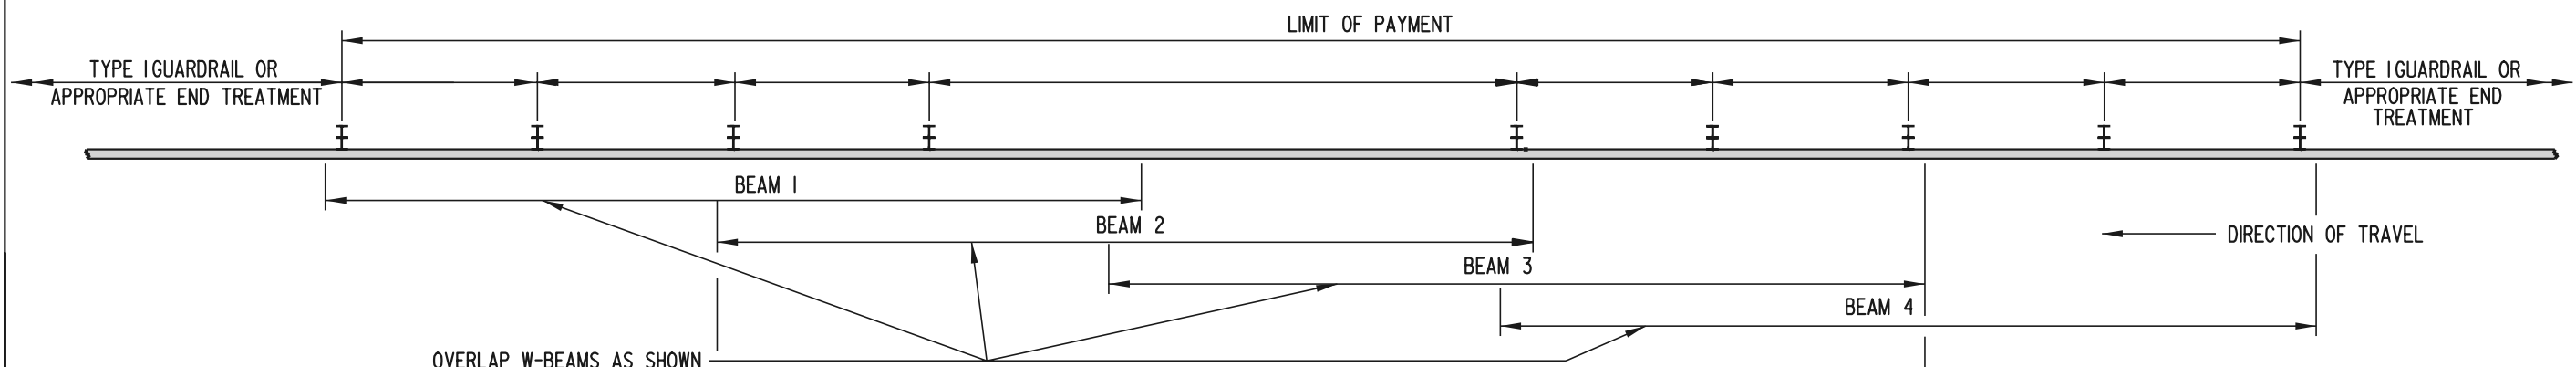 LIMIT OF PAYMENT
TYPE I GUARDRAIL OR
APPROPRIATE END TREATMENT
TYPE I GUARDRAIL OR
APPROPRIATE END
TREATMENT
BEAM 1
BEAM 2
DIRECTION OF TRAVEL
BEAM 3
BEAM 4
OVERLAP W-BEAMS AS SHOWN